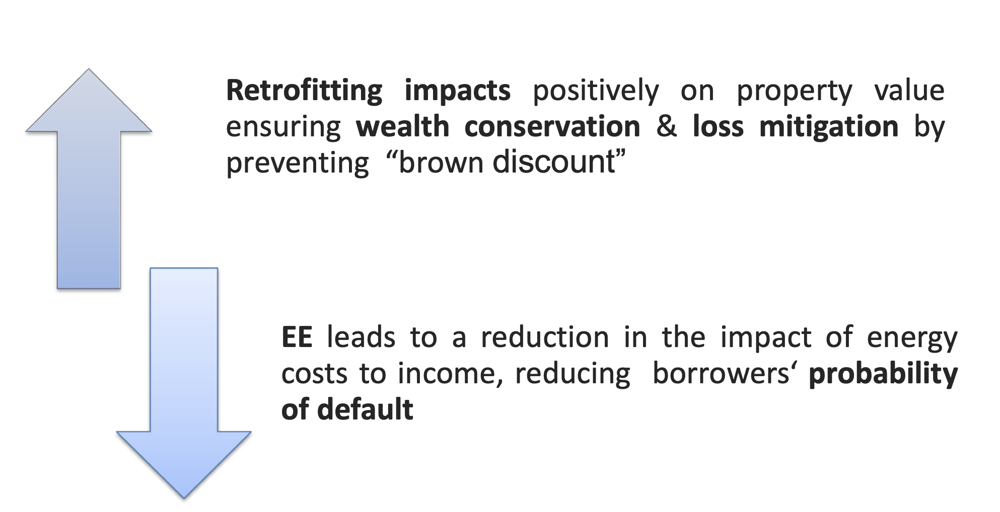 Retrofitting impacts positively on property value
ensuring wealth conservation & loss mitigation by
preventing “brown discount”
EE leads to a reduction in the impact of energy
costs to income, reducing borrowers‘ probability
of default